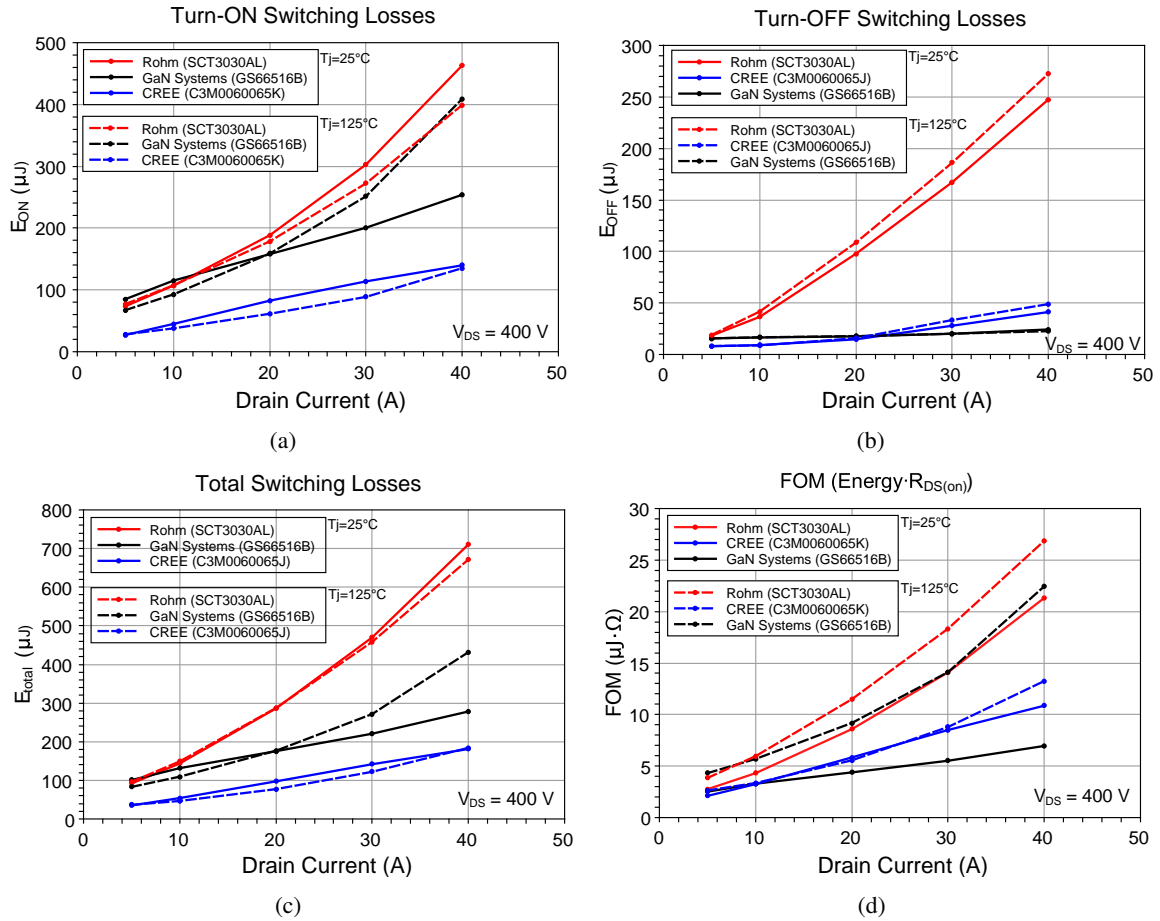 Turn-ON Switching Losses
500
400
300
200
100
0
E_ON (µJ)
Rohm (SCT3030AL)
GaN Systems (GS66516B)
CREE (C3M0060065K)
Tj=25°C
Rohm (SCT3030AL)
GaN Systems (GS66516B)
CREE (C3M0060065K)
Tj=125°C
V_DS = 400 V
0 10 20 30 40 50
Drain Current (A)
(a)
Turn-OFF Switching Losses
300
250
200
150
100
50
0
E_OFF (µJ)
Rohm (SCT3030AL)
CREE (C3M0060065J)
GaN Systems (GS66516B)
Tj=25°C
Rohm (SCT3030AL)
CREE (C3M0060065J)
GaN Systems (GS66516B)
Tj=125°C
V_DS = 400 V
0 10 20 30 40 50
Drain Current (A)
(b)
Total Switching Losses
800
700
600
500
400
300
200
100
0
E_total (µJ)
Rohm (SCT3030AL)
GaN Systems (GS66516B)
CREE (C3M0060065J)
Tj=25°C
Rohm (SCT3030AL)
GaN Systems (GS66516B)
CREE (C3M0060065J)
Tj=125°C
V_DS = 400 V
0 10 20 30 40 50
Drain Current (A)
(c)
FOM (Energy·R_DS(on))
30
25
20
15
10
5
0
FOM (µJ·Ω)
Rohm (SCT3030AL)
CREE (C3M0060065K)
GaN Systems (GS66516B)
Tj=25°C
Rohm (SCT3030AL)
CREE (C3M0060065K)
GaN Systems (GS66516B)
Tj=125°C
V_DS = 400 V
0 10 20 30 40 50
Drain Current (A)
(d)